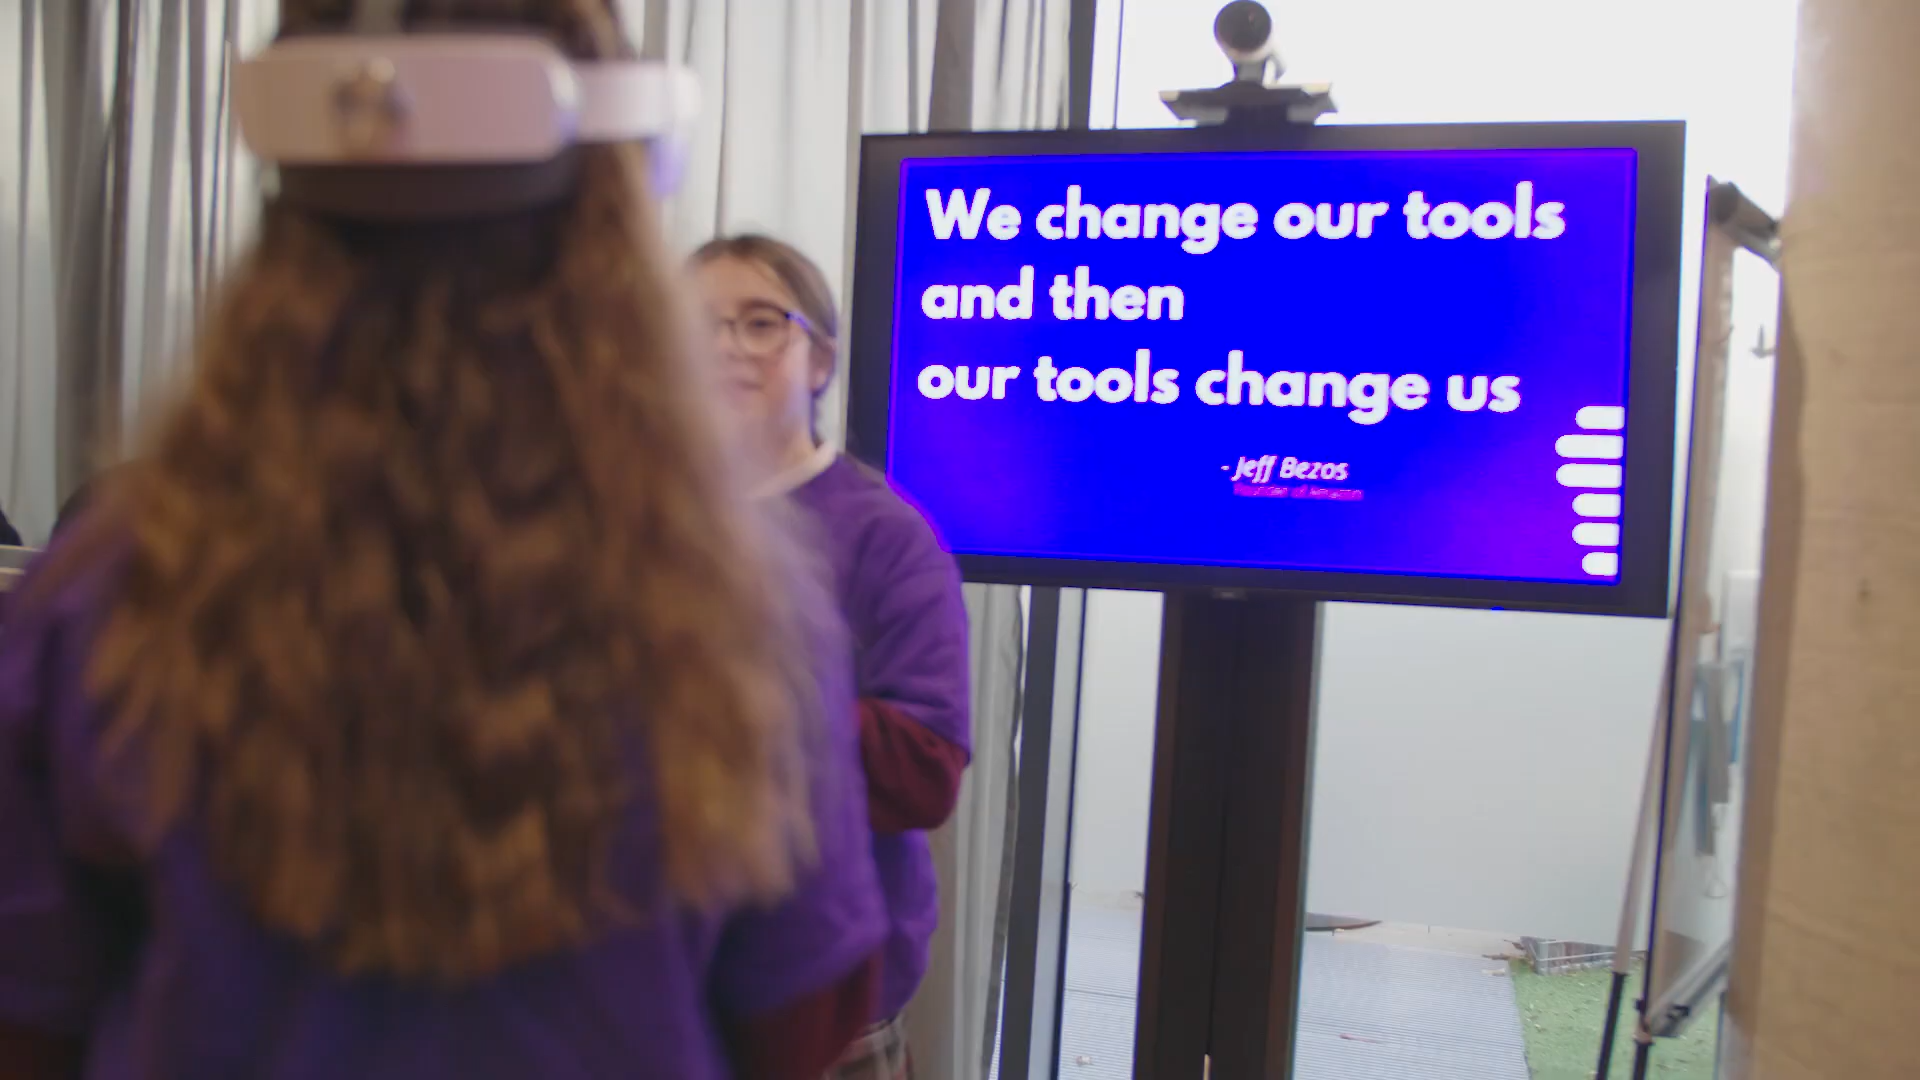 We change our tools
and then
our tools change us
- Jeff Bezos